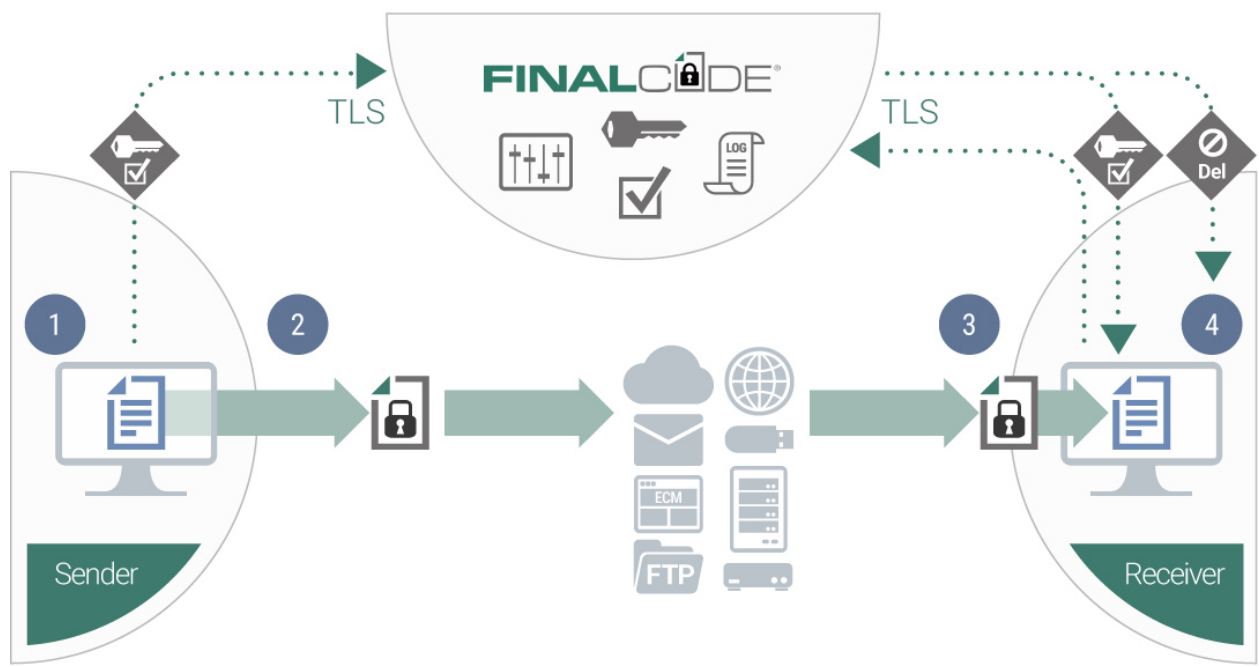 FINALCODE®
TLS
TLS
LOG
Del
1
2
3
4
ECM
FTP
Sender
Receiver